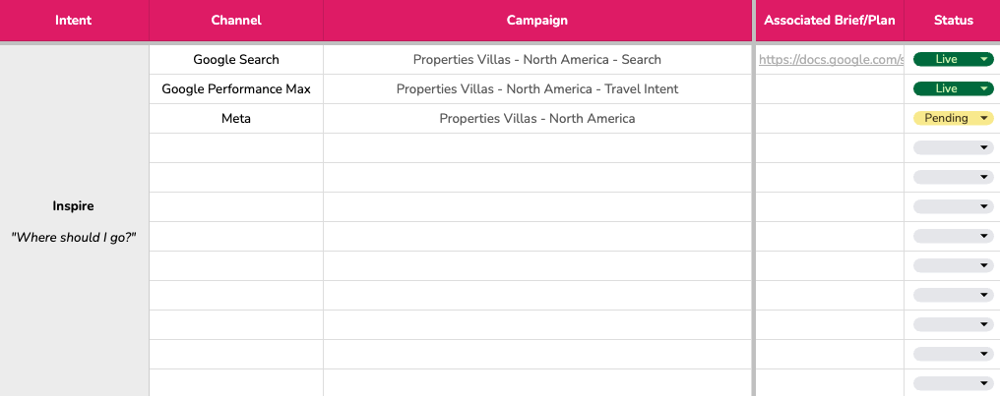 Intent Channel Campaign Associated Brief/Plan Status
Google Search Properties Villas - North America - Search https://docs.google.com/s Live
Google Performance Max Properties Villas - North America - Travel Intent Live
Meta Properties Villas - North America Pending
Inspire
"Where should I go?"